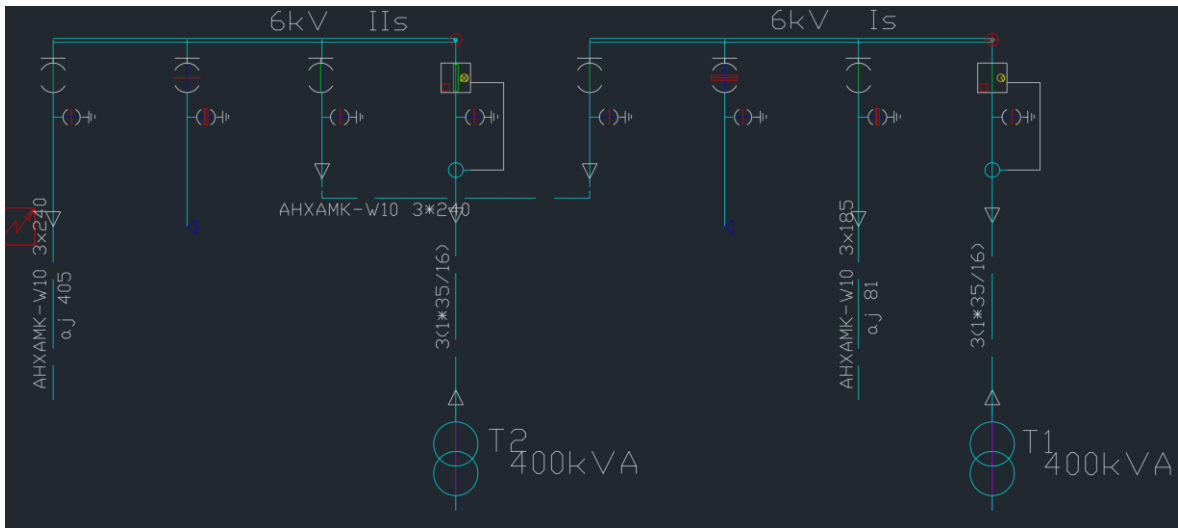 6kV IIs
6kV Is
AHXAMK-W10 3*240
AHXAMK-W10 3x240
aj 405
3(1*35/16)
AHXAMK-W10 3x185
aj 81
3(1*35/16)
T2
400kVA
T1
400kVA